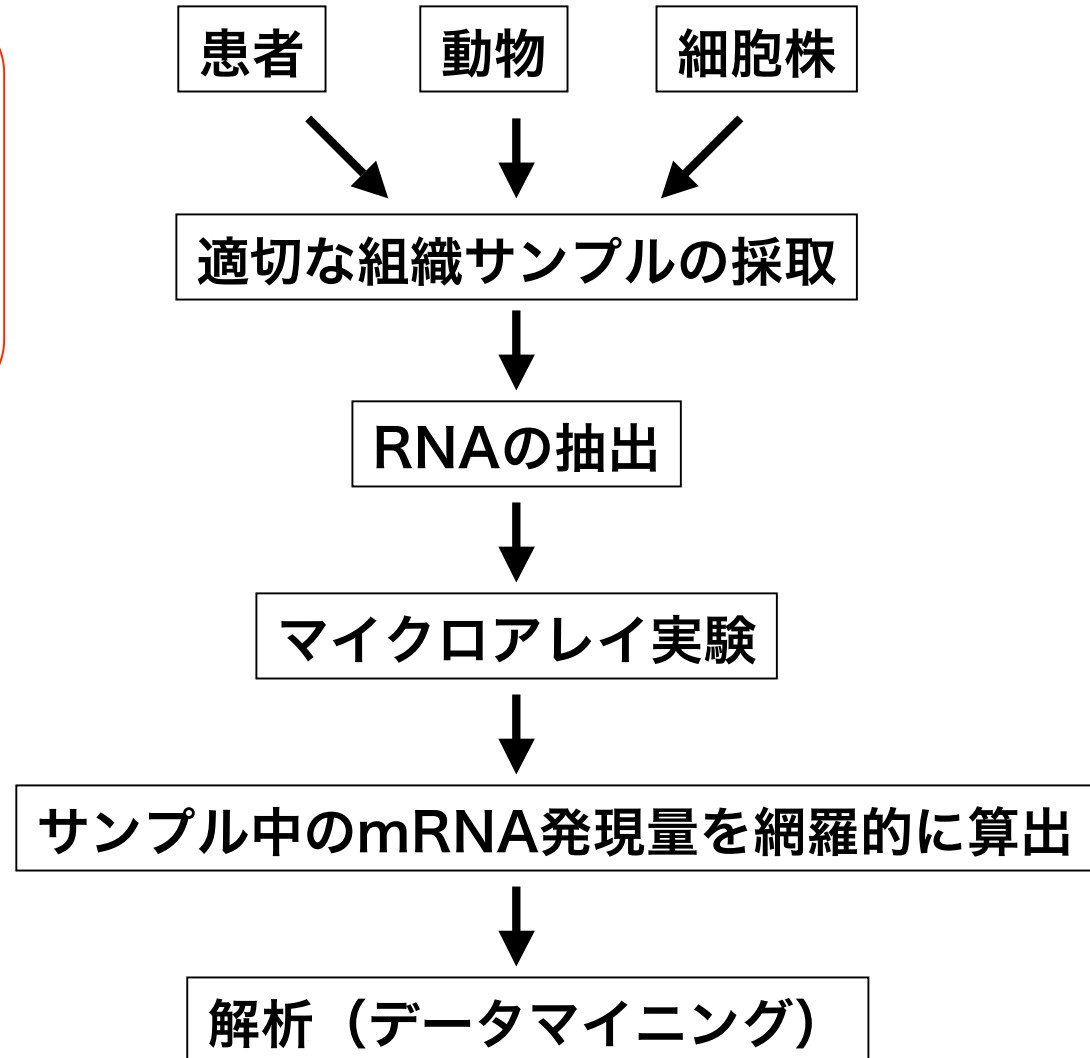 患者
動物
細胞株
適切な組織サンプルの採取
RNAの抽出
マイクロアレイ実験
サンプル中のmRNA発現量を網羅的に算出
解析（データマイニング）